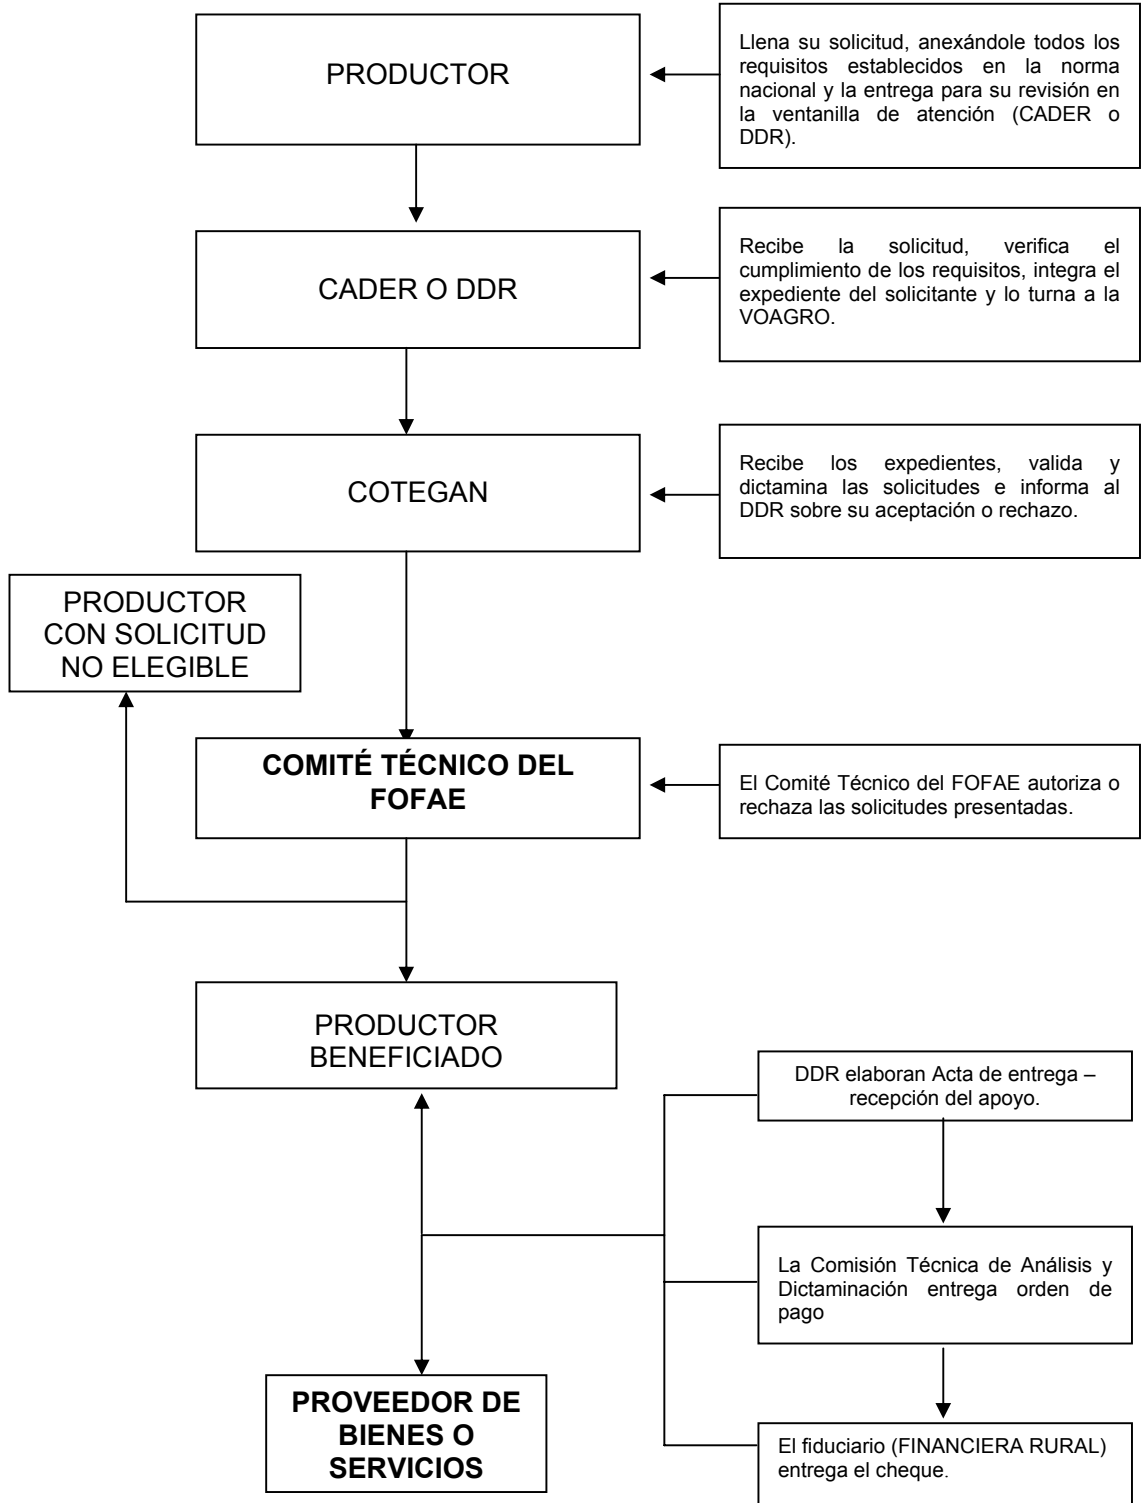 PRODUCTOR
Llena su solicitud, anexándole todos los
requisitos establecidos en la norma
nacional y la entrega para su revisión en
la ventanilla de atención (CADER o
DDR).
CADER O DDR
Recibe la solicitud, verifica el
cumplimiento de los requisitos, integra el
expediente del solicitante y lo turna a la
VOAGRO.
COTEGAN
Recibe los expedientes, valida y
dictamina las solicitudes e informa al
DDR sobre su aceptación o rechazo.
PRODUCTOR
CON SOLICITUD
NO ELEGIBLE
COMITÉ TÉCNICO DEL
FOFAE
El Comité Técnico del FOFAE autoriza o
rechaza las solicitudes presentadas.
PRODUCTOR
BENEFICIADO
DDR elaboran Acta de entrega –
recepción del apoyo.
La Comisión Técnica de Análisis y
Dictaminación entrega orden de
pago
PROVEEDOR DE
BIENES O
SERVICIOS
El fiduciario (FINANCIERA RURAL)
entrega el cheque.